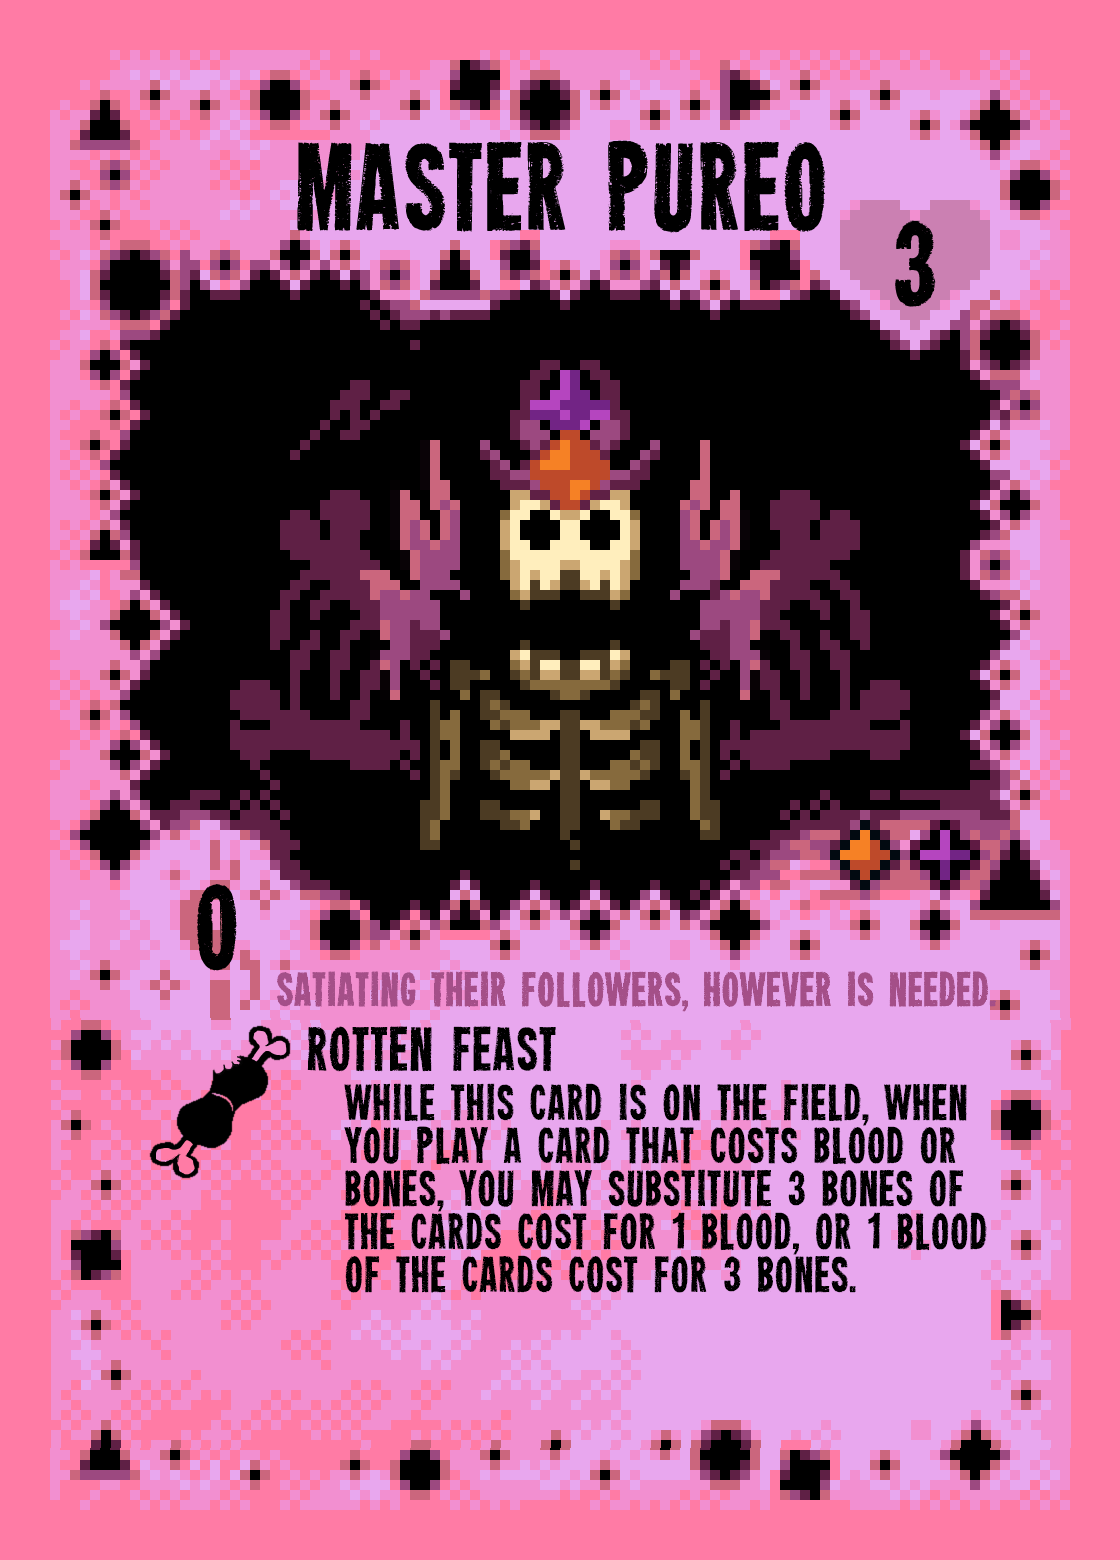 MASTER PUREO
3
0
SATIATING THEIR FOLLOWERS, HOWEVER IS NEEDED.
ROTTEN FEAST
WHILE THIS CARD IS ON THE FIELD, WHEN
YOU PLAY A CARD THAT COSTS BLOOD OR
BONES, YOU MAY SUBSTITUTE 3 BONES OF
THE CARDS COST FOR 1 BLOOD, OR 1 BLOOD
OF THE CARDS COST FOR 3 BONES.